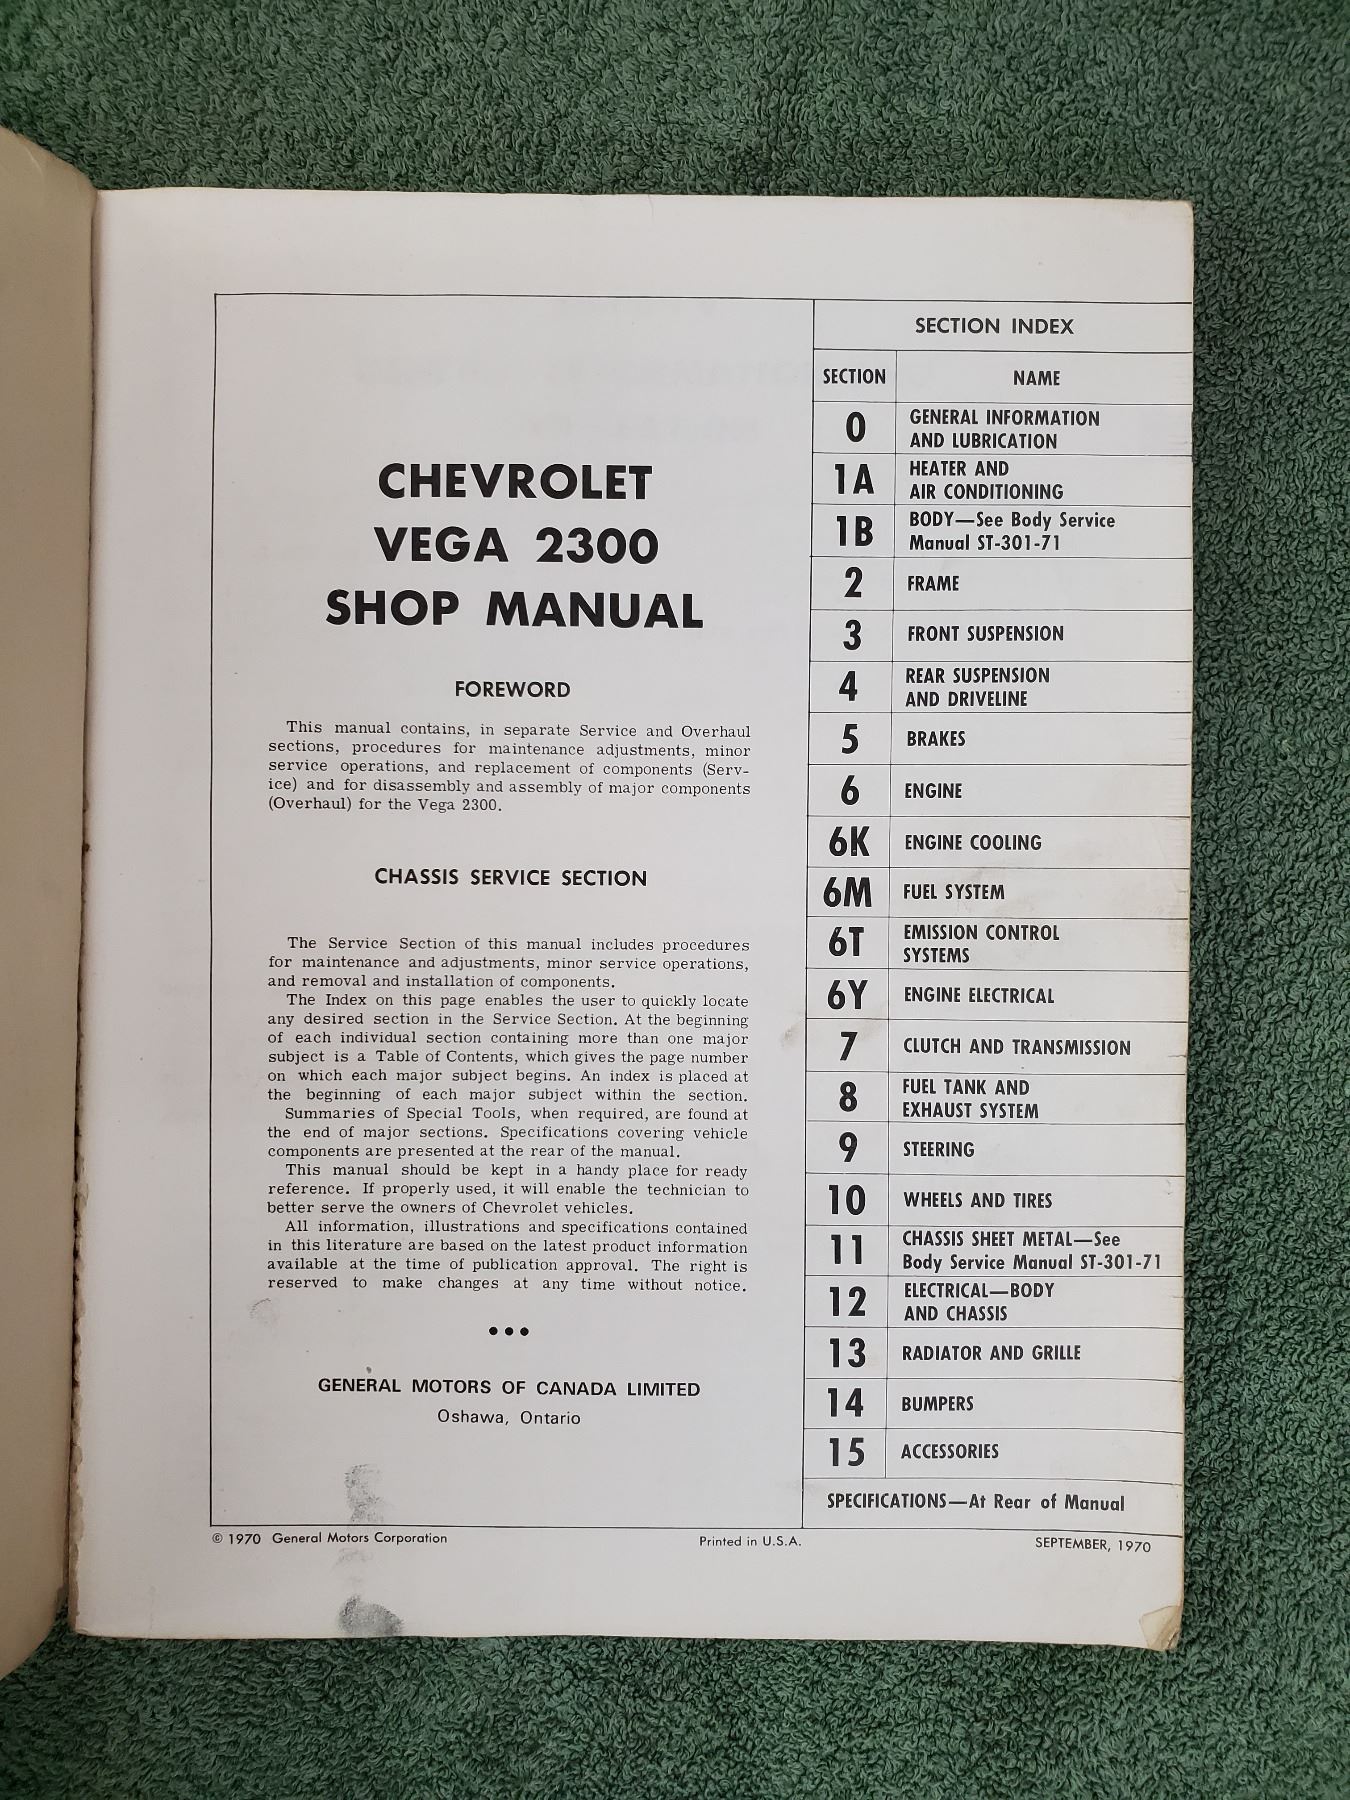 CHEVROLET
VEGA 2300
SHOP MANUAL
FOREWORD
This manual contains, in separate Service and Overhaul
sections, procedures for maintenance adjustments, minor
service operations, and replacement of components (Serv-
ice) and for disassembly and assembly of major components
(Overhaul) for the Vega 2300.
CHASSIS SERVICE SECTION
The Service Section of this manual includes procedures
for maintenance and adjustments, minor service operations,
and removal and installation of components.
The Index on this page enables the user to quickly locate
any desired section in the Service Section. At the beginning
of each individual section containing more than one major
subject is a Table of Contents, which gives the page number
on which each major subject begins. An index is placed at
the beginning of each major subject within the section.
Summaries of Special Tools, when required, are found at
the end of major sections. Specifications covering vehicle
components are presented at the rear of the manual.
This manual should be kept in a handy place for ready
reference. If properly used, it will enable the technician to
better serve the owners of Chevrolet vehicles.
All information, illustrations and specifications contained
in this literature are based on the latest product information
available at the time of publication approval. The right is
reserved to make changes at any time without notice.
•••
GENERAL MOTORS OF CANADA LIMITED
Oshawa, Ontario
SECTION INDEX
SECTION NAME
0 GENERAL INFORMATION
AND LUBRICATION
1A HEATER AND
AIR CONDITIONING
1B BODY—See Body Service
Manual ST-301-71
2 FRAME
3 FRONT SUSPENSION
4 REAR SUSPENSION
AND DRIVELINE
5 BRAKES
6 ENGINE
6K ENGINE COOLING
6M FUEL SYSTEM
6T EMISSION CONTROL
SYSTEMS
6Y ENGINE ELECTRICAL
7 CLUTCH AND TRANSMISSION
8 FUEL TANK AND
EXHAUST SYSTEM
9 STEERING
10 WHEELS AND TIRES
11 CHASSIS SHEET METAL—See
Body Service Manual ST-301-71
12 ELECTRICAL—BODY
AND CHASSIS
13 RADIATOR AND GRILLE
14 BUMPERS
15 ACCESSORIES
SPECIFICATIONS—At Rear of Manual
© 1970 General Motors Corporation Printed in U.S.A. SEPTEMBER, 1970